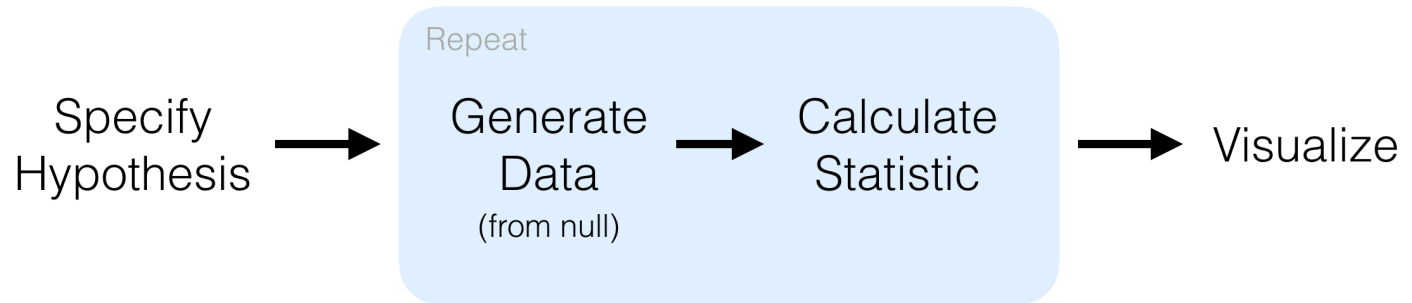 Repeat
Specify
Hypothesis
Generate
Data
(from null)
Calculate
Statistic
Visualize